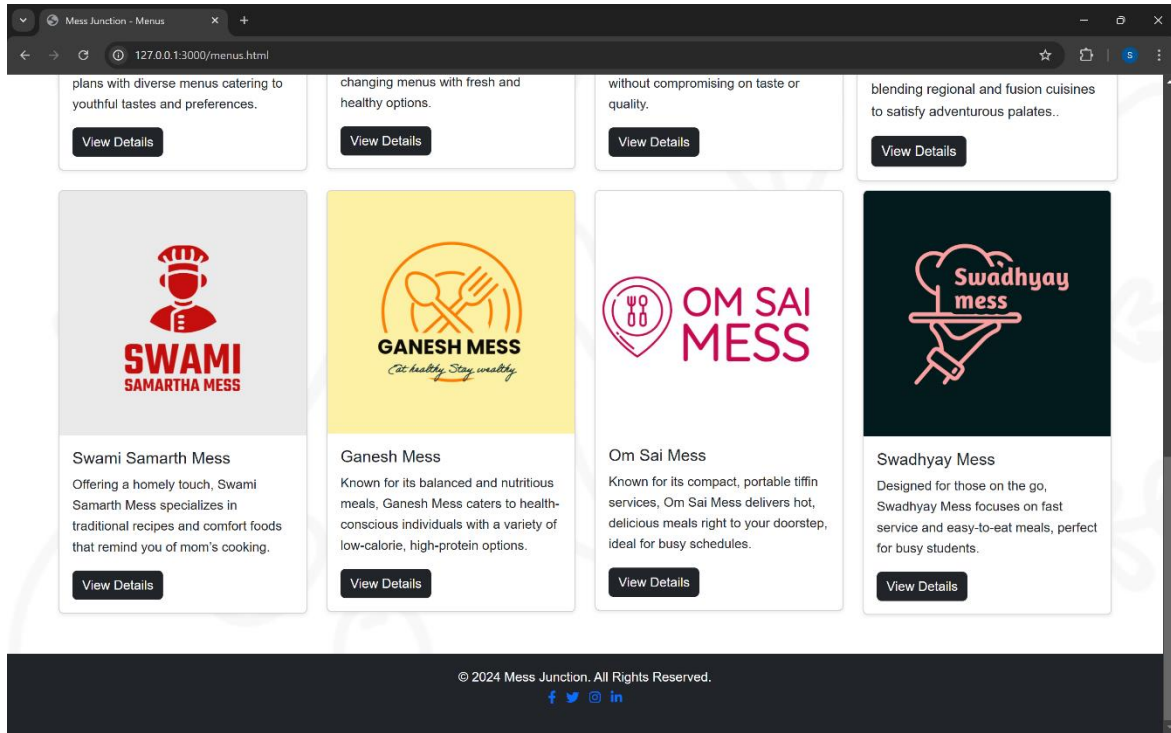 Mess Junction - Menus
127.0.0.1:3000/menus.html
S
plans with diverse menus catering to
youthful tastes and preferences.
View Details
changing menus with fresh and
healthy options.
View Details
without compromising on taste or
quality.
View Details
blending regional and fusion cuisines
to satisfy adventurous palates..
View Details
SWAMI
SAMARTHA MESS
Swami Samarth Mess
Offering a homely touch, Swami
Samarth Mess specializes in
traditional recipes and comfort foods
that remind you of mom's cooking.
View Details
GANESH MESS
Eat healthy. Stay wealthy.
Ganesh Mess
Known for its balanced and nutritious
meals, Ganesh Mess caters to health-
conscious individuals with a variety of
low-calorie, high-protein options.
View Details
OM SAI
MESS
Om Sai Mess
Known for its compact, portable tiffin
services, Om Sai Mess delivers hot,
delicious meals right to your doorstep,
ideal for busy schedules.
View Details
Swadhyay
mess
Swadhyay Mess
Designed for those on the go,
Swadhyay Mess focuses on fast
service and easy-to-eat meals, perfect
for busy students.
View Details
© 2024 Mess Junction. All Rights Reserved.